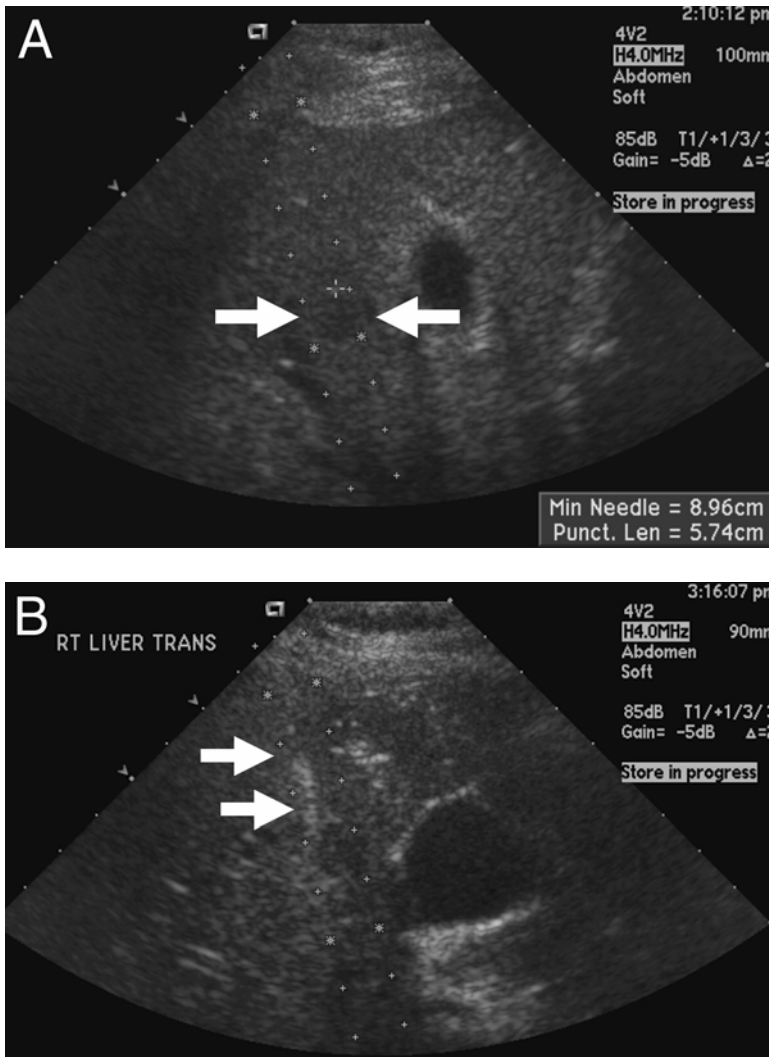 A
2:10:12 pm
4V2
H4.0MHz 100mm
Abdomen
Soft
85dB T1/+1/3/
Gain= -5dB Δ=2
Store in progress
Min Needle = 8.96cm
Punct. Len = 5.74cm
B
RT LIVER TRANS
3:16:07 pm
4V2
H4.0MHz 90mm
Abdomen
Soft
85dB T1/+1/3/
Gain= -5dB Δ=
Store in progress